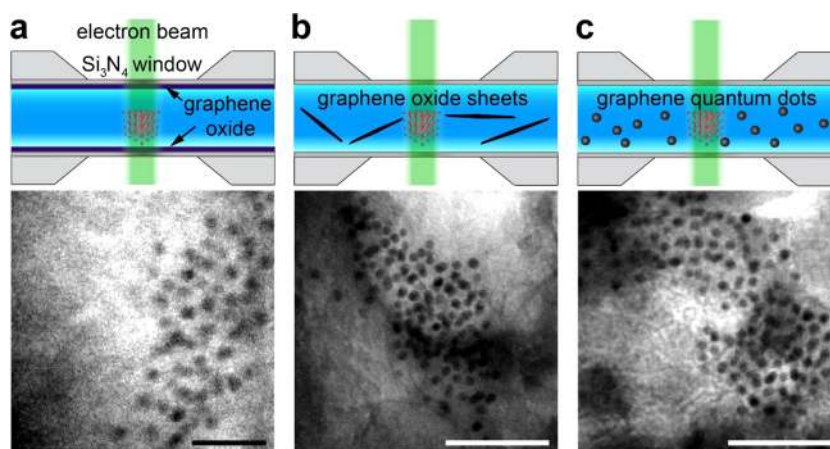 a
electron beam
Si3N4 window
graphene
oxide
b
graphene oxide sheets
c
graphene quantum dots